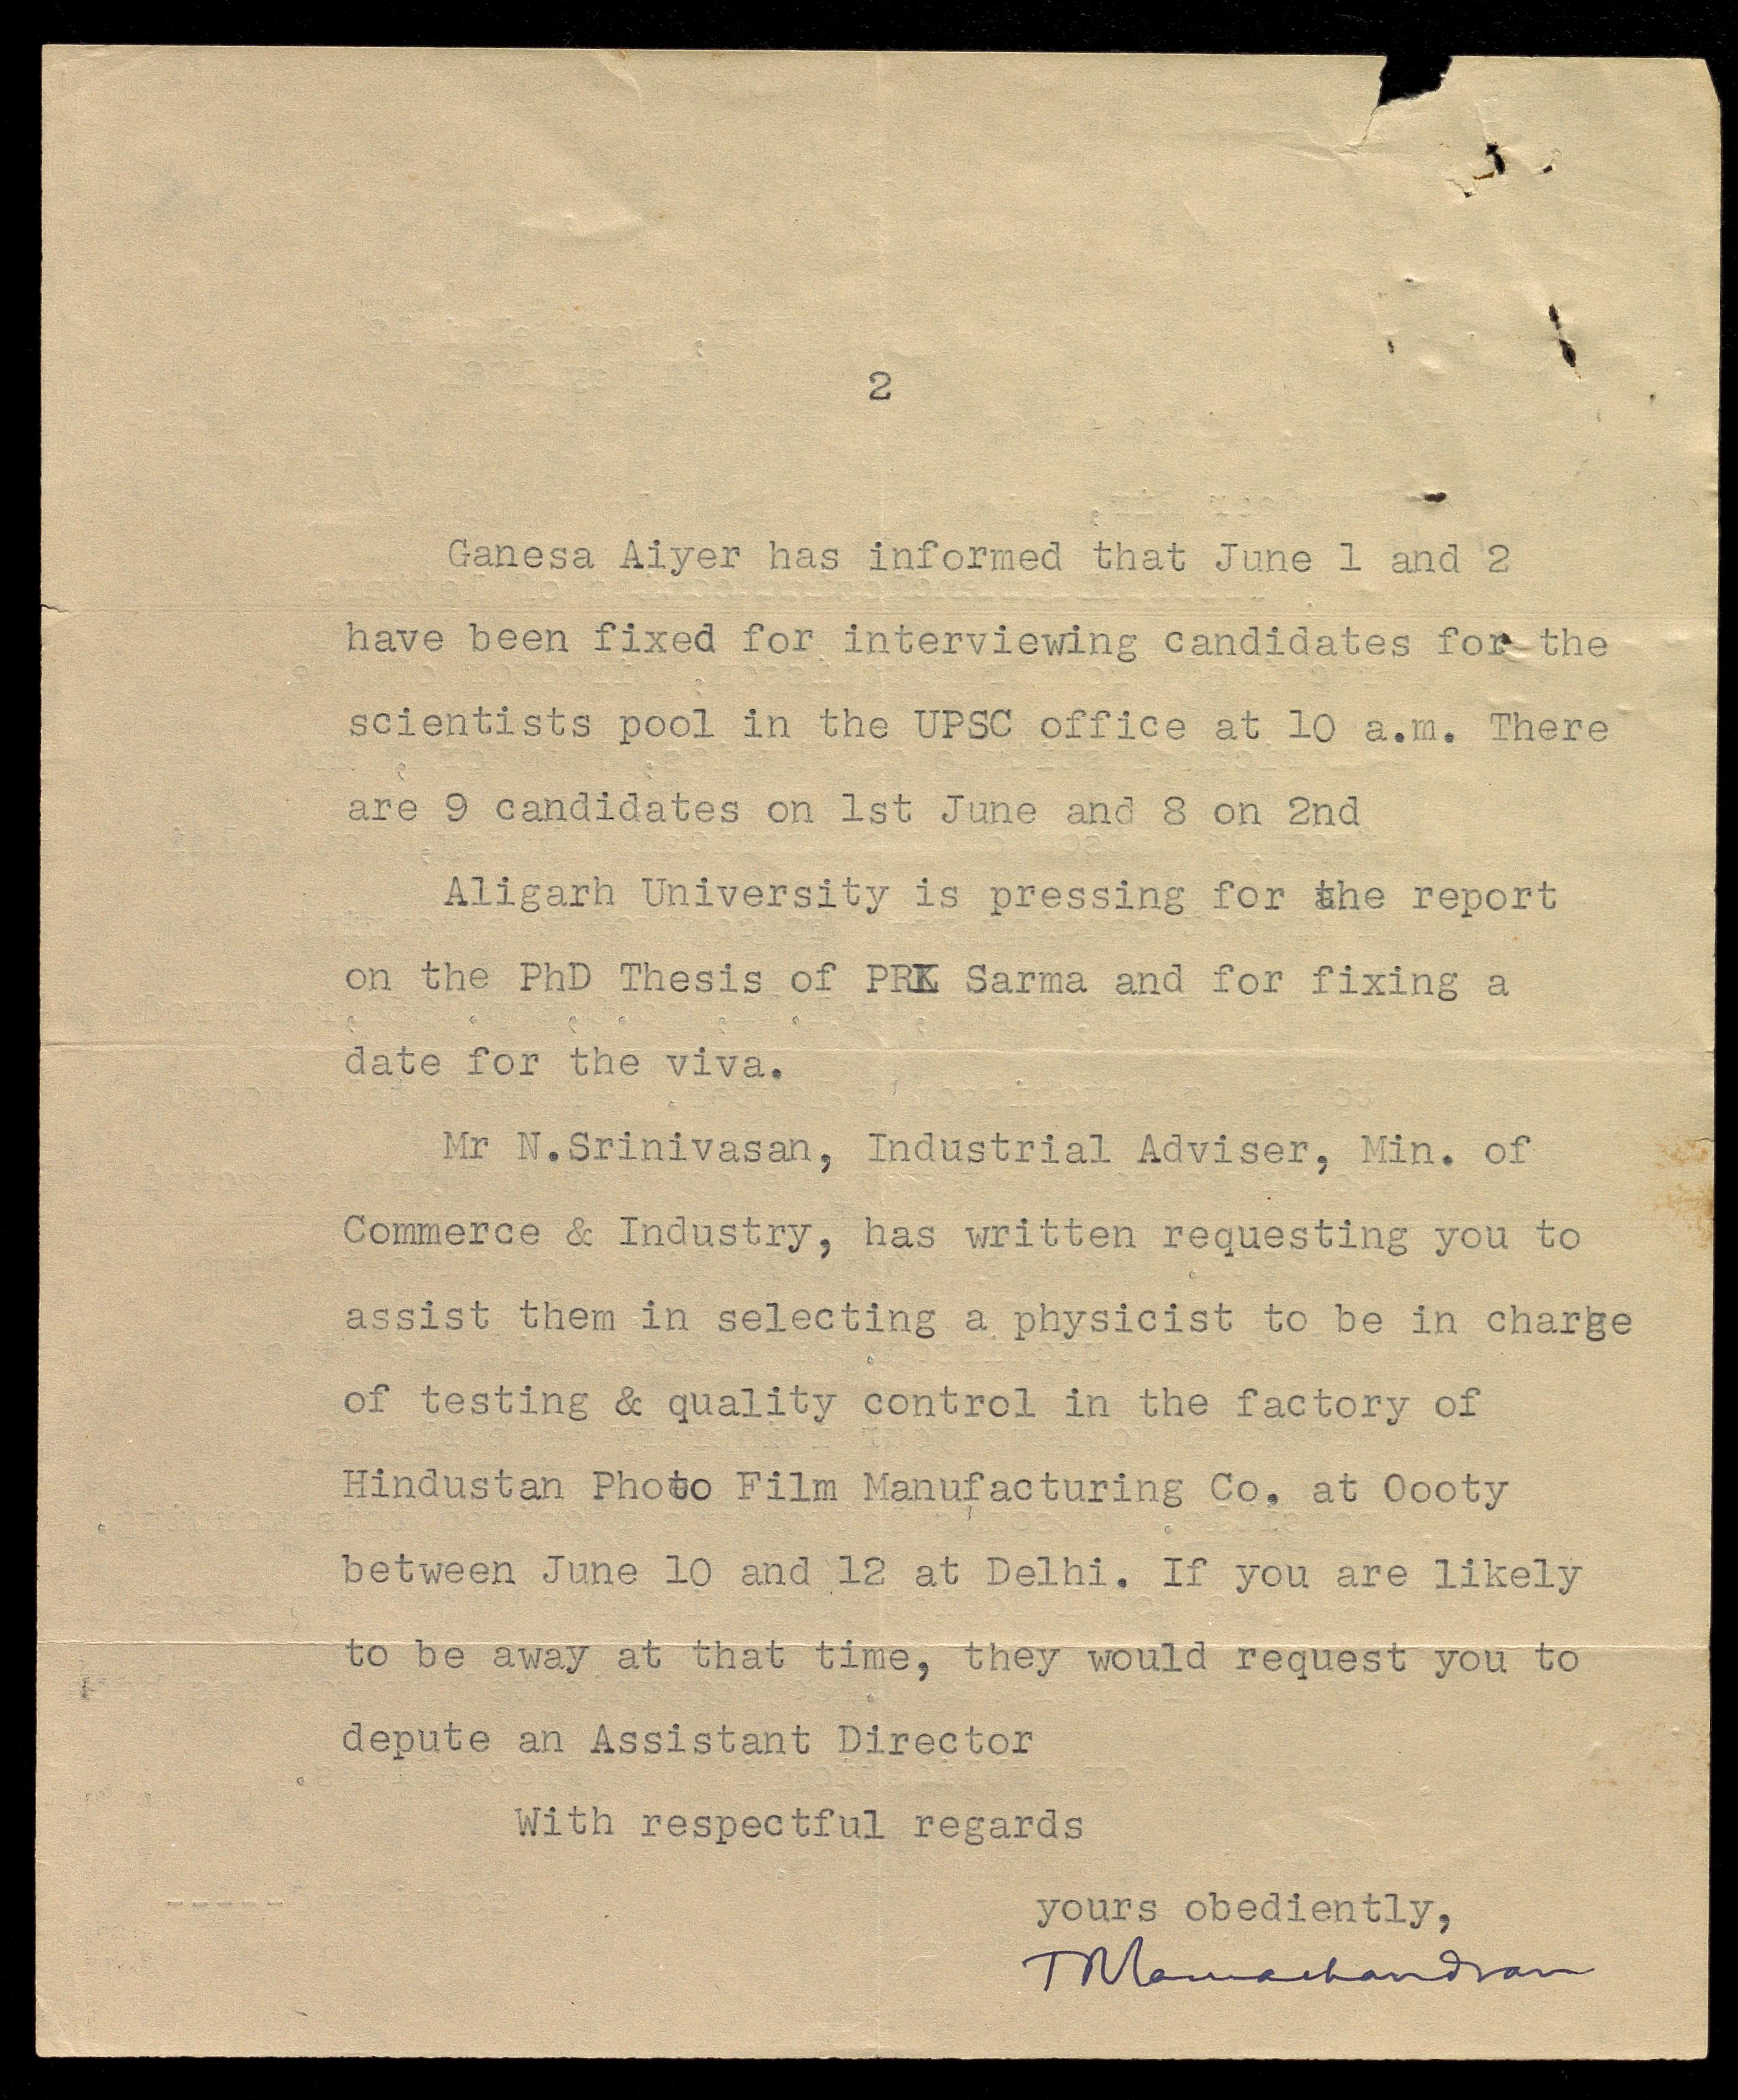 2
Ganesa Aiyer has informed that June 1 and 2
have been fixed for interviewing candidates for the
scientists pool in the UPSC office at 10 a.m. There
are 9 candidates on 1st June and 8 on 2nd
Aligarh University is pressing for the report
on the PhD Thesis of PRK Sarma and for fixing a
date for the viva.
Mr N.Srinivasan, Industrial Adviser, Min. of
Commerce & Industry, has written requesting you to
assist them in selecting a physicist to be in charge
of testing & quality control in the factory of
Hindustan Photo Film Manufacturing Co. at Oooty
between June 10 and 12 at Delhi. If you are likely
to be away at that time, they would request you to
depute an Assistant Director
With respectful regards
yours obediently,
TRamachandran